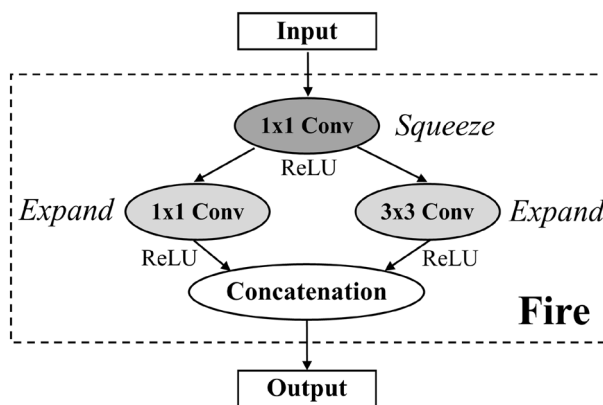 Input
1x1 Conv
Squeeze
ReLU
Expand
1x1 Conv
3x3 Conv
Expand
ReLU
ReLU
Concatenation
Fire
Output